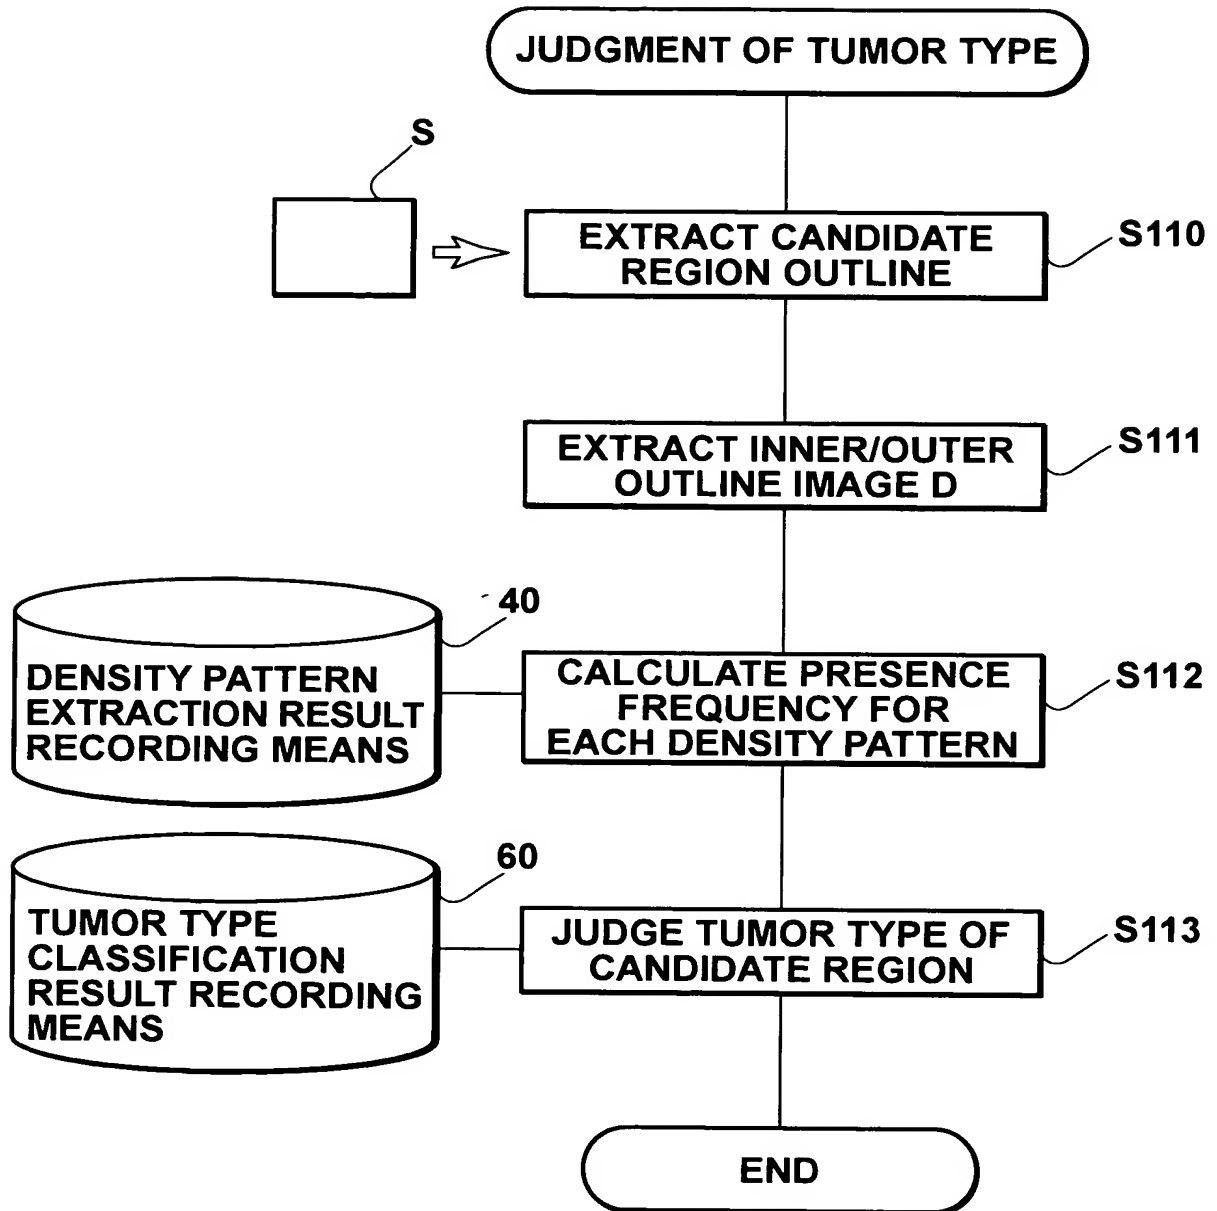 JUDGMENT OF TUMOR TYPE
S
EXTRACT CANDIDATE
REGION OUTLINE
S110
EXTRACT INNER/OUTER
OUTLINE IMAGE D
S111
40
DENSITY PATTERN
EXTRACTION RESULT
RECORDING MEANS
CALCULATE PRESENCE
FREQUENCY FOR
EACH DENSITY PATTERN
S112
60
TUMOR TYPE
CLASSIFICATION
RESULT RECORDING
MEANS
JUDGE TUMOR TYPE OF
CANDIDATE REGION
S113
END